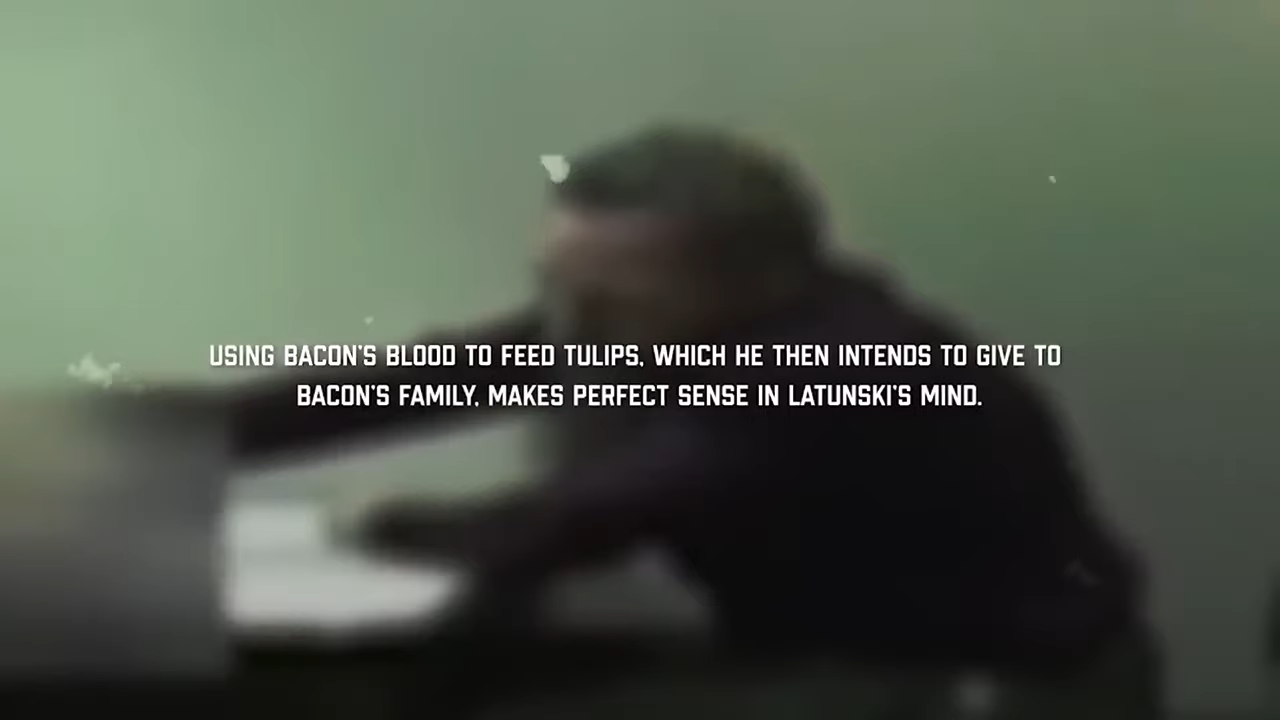 USING BACON'S BLOOD TO FEED TULIPS, WHICH HE THEN INTENDS TO GIVE TO
BACON'S FAMILY, MAKES PERFECT SENSE IN LATUNSKI'S MIND.